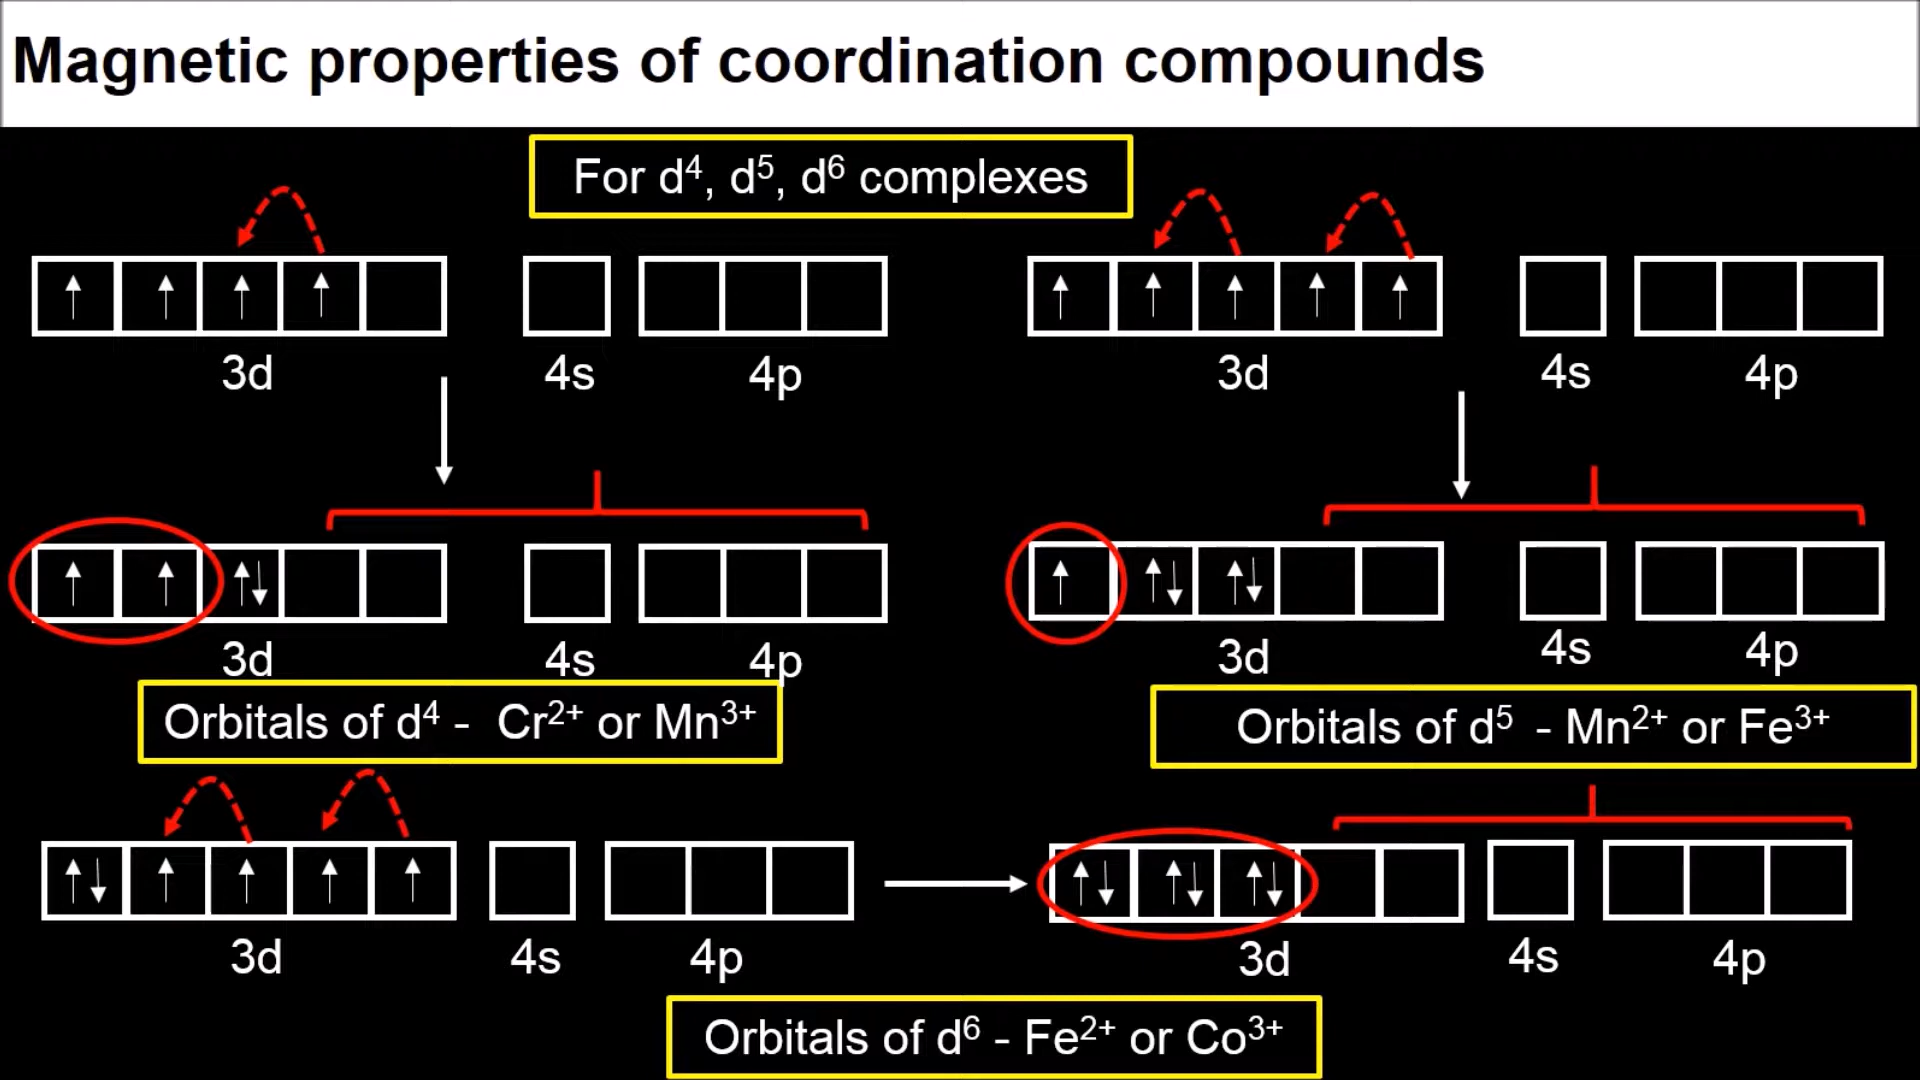 Magnetic properties of coordination compounds
For d⁴, d⁵, d⁶ complexes
3d 4s 4p
3d 4s 4p
3d 4s 4p
3d 4s 4p
Orbitals of d⁴ - Cr²⁺ or Mn³⁺
Orbitals of d⁵ - Mn²⁺ or Fe³⁺
3d 4s 4p
3d 4s 4p
Orbitals of d⁶ - Fe²⁺ or Co³⁺